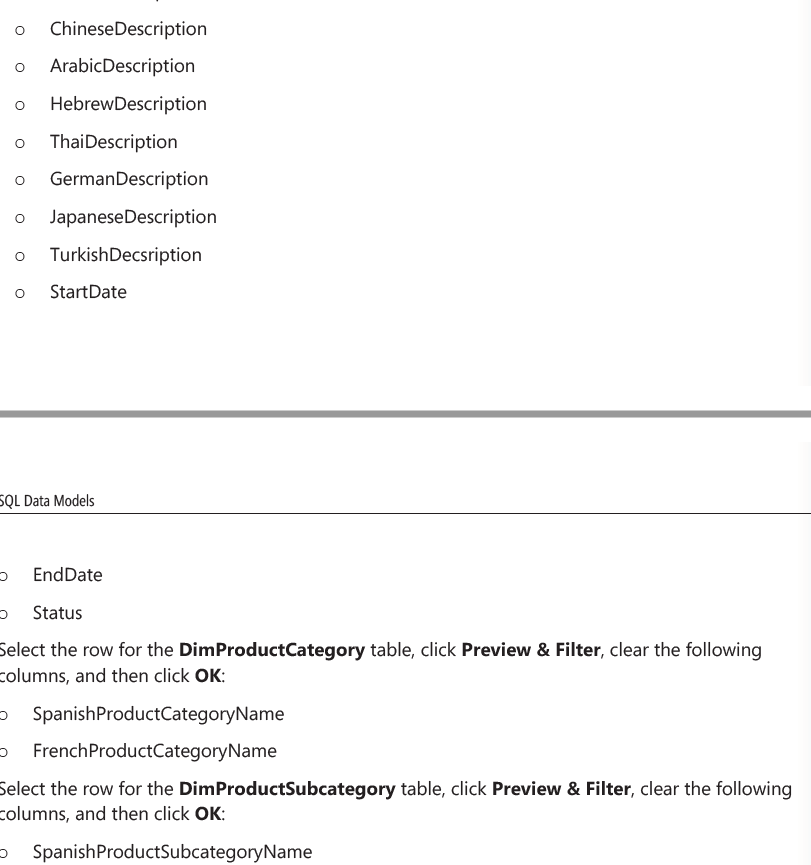 ChineseDescription
ArabicDescription
HebrewDescription
ThaiDescription
GermanDescription
JapaneseDescription
TurkishDecsription
StartDate
SQL Data Models
EndDate
Status
Select the row for the DimProductCategory table, click Preview & Filter, clear the following
columns, and then click OK:
SpanishProductCategoryName
FrenchProductCategoryName
Select the row for the DimProductSubcategory table, click Preview & Filter, clear the following
columns, and then click OK:
SpanishProductSubcategoryName